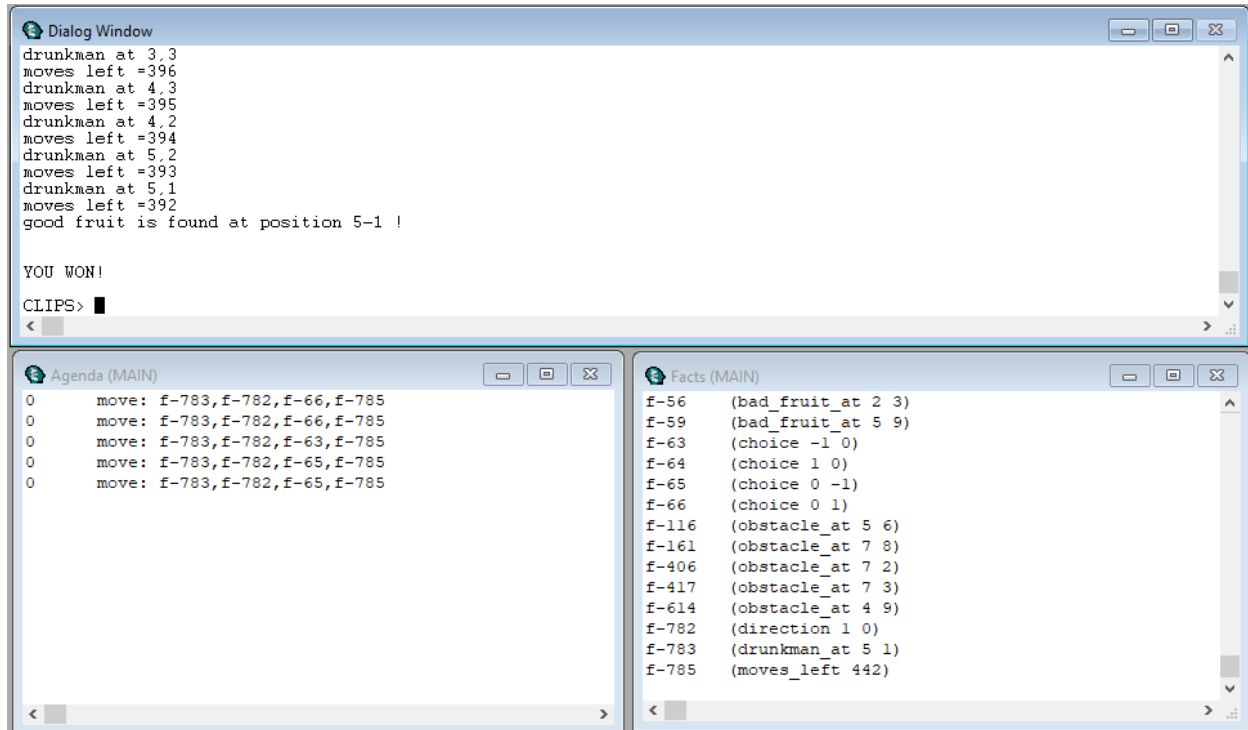 Dialog Window
drunkman at 3,3
moves left =396
drunkman at 4,3
moves left =395
drunkman at 4,2
moves left =394
drunkman at 5,2
moves left =393
drunkman at 5,1
moves left =392
good fruit is found at position 5-1 !
YOU WON!
CLIPS>
Agenda (MAIN)
0 move: f-783,f-782,f-66,f-785
0 move: f-783,f-782,f-66,f-785
0 move: f-783,f-782,f-63,f-785
0 move: f-783,f-782,f-65,f-785
0 move: f-783,f-782,f-65,f-785
Facts (MAIN)
f-56 (bad_fruit_at 2 3)
f-59 (bad_fruit_at 5 9)
f-63 (choice -1 0)
f-64 (choice 1 0)
f-65 (choice 0 -1)
f-66 (choice 0 1)
f-116 (obstacle_at 5 6)
f-161 (obstacle_at 7 8)
f-406 (obstacle_at 7 2)
f-417 (obstacle_at 7 3)
f-614 (obstacle_at 4 9)
f-782 (direction 1 0)
f-783 (drunkman_at 5 1)
f-785 (moves_left 442)